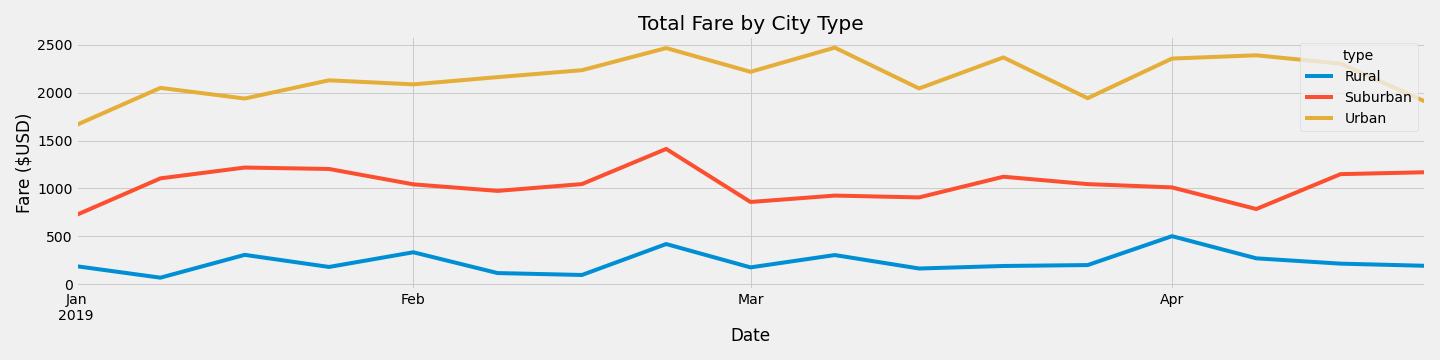 Total Fare by City Type
Fare ($USD)
2500
2000
1500
1000
500
0
type
Rural
Suburban
Urban
Jan
2019
Feb
Mar
Apr
Date